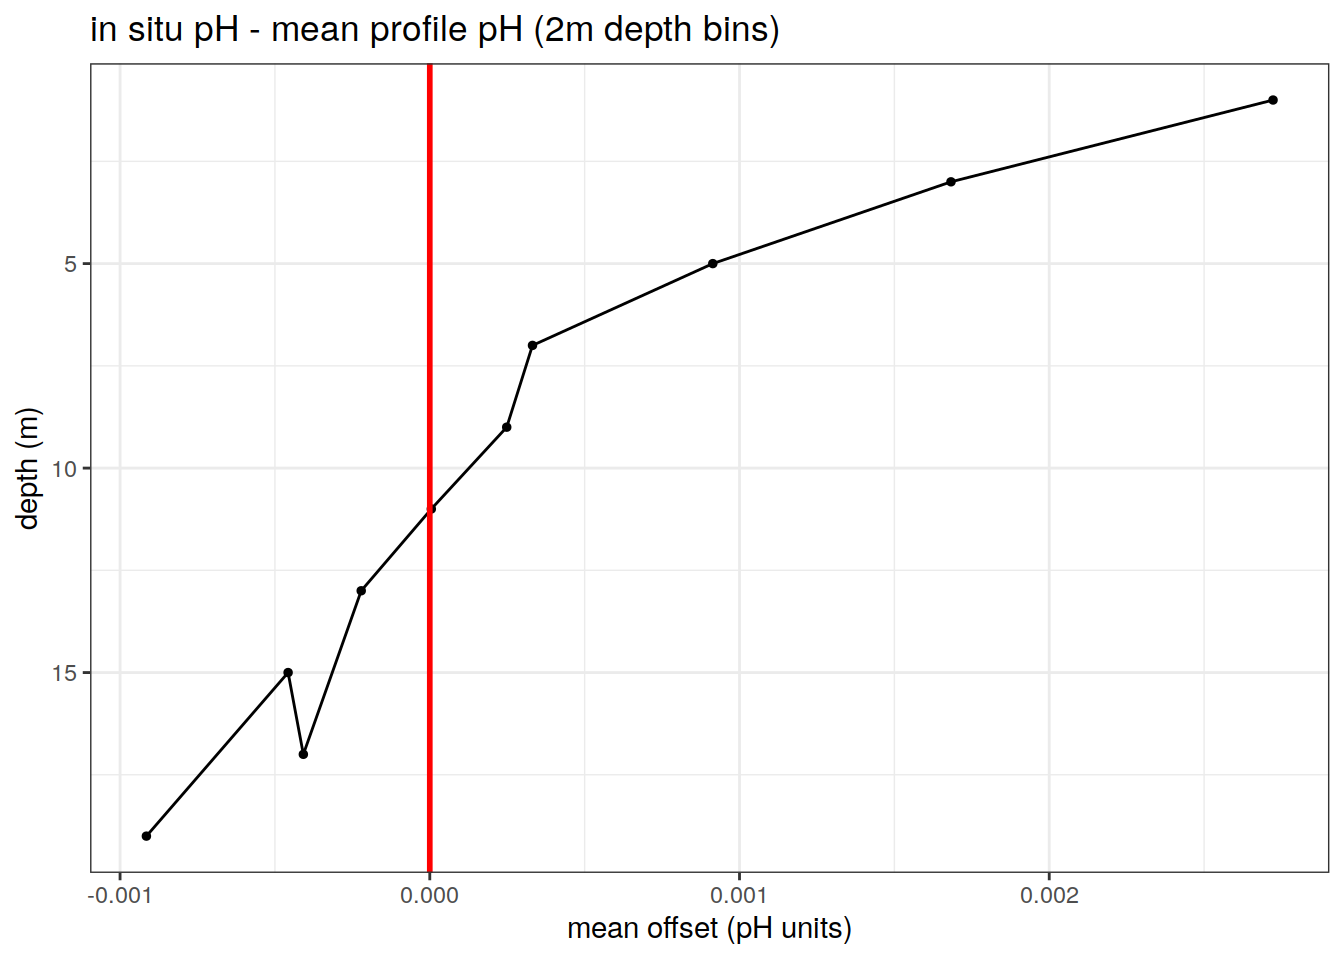 in situ pH - mean profile pH (2m depth bins)
5
10
15
depth (m)
-0.001
0.000
0.001
0.002
mean offset (pH units)